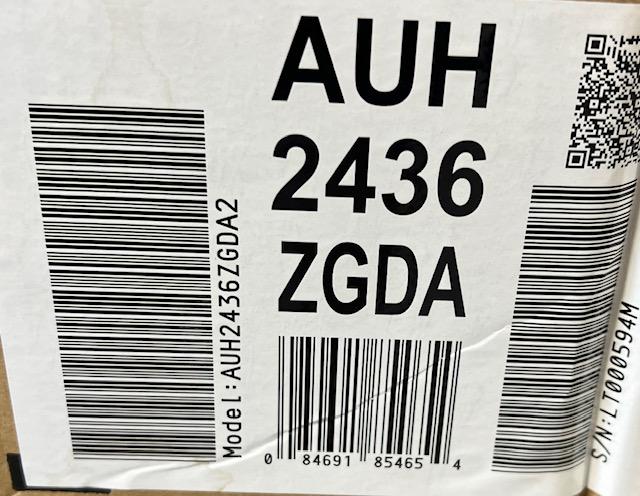 AUH
2436
ZGDA
Model:AUH2436ZGDA2
0 84691 85465 4
S/N:LT000594M